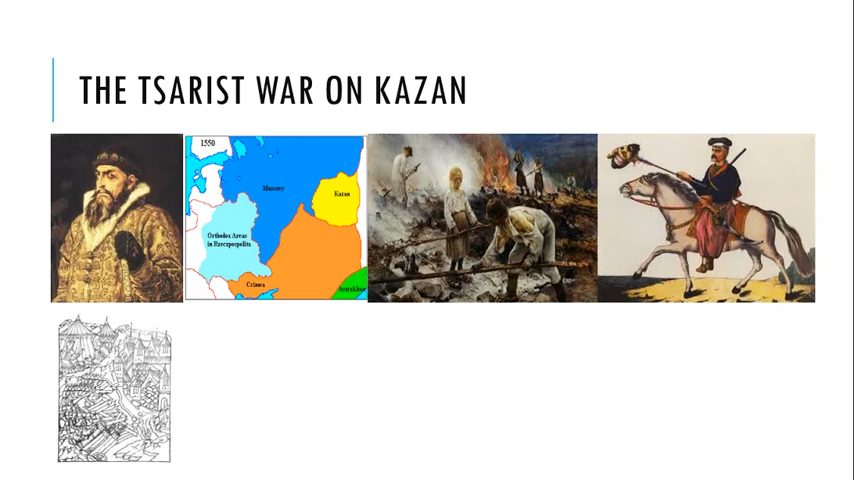 THE TSARIST WAR ON KAZAN
1550
Muscovy
Kazan
Orthodox Areas
in Rzeczpospolita
Crimea
Astrakhan